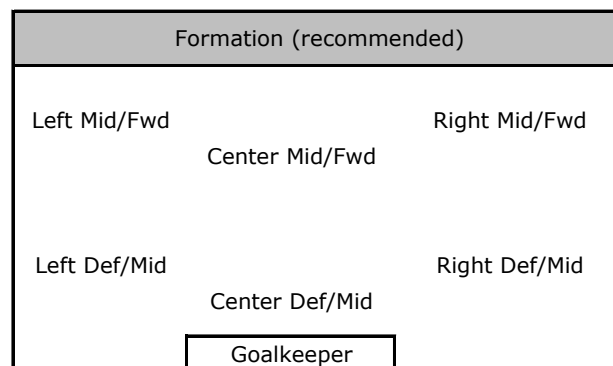 Formation (recommended)
Left Mid/Fwd
Right Mid/Fwd
Center Mid/Fwd
Left Def/Mid
Right Def/Mid
Center Def/Mid
Goalkeeper